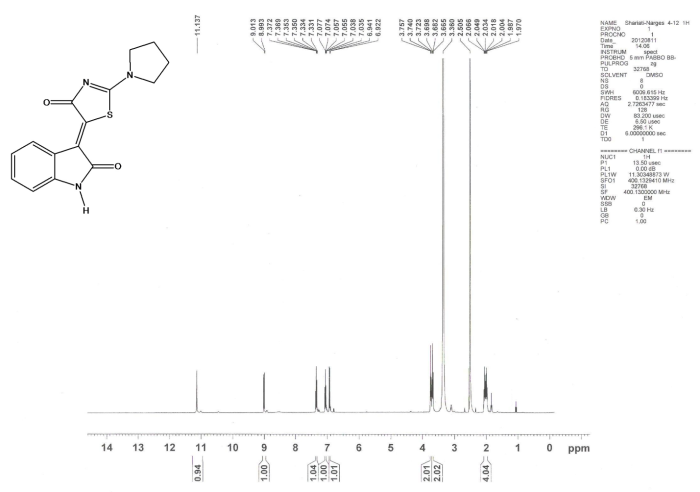 11.137
9.013
8.993
7.372
7.369
7.353
7.350
7.334
7.331
7.077
7.074
7.057
7.055
7.038
7.035
6.941
6.922
3.757
3.740
3.723
3.698
3.682
3.665
3.380
2.505
2.066
2.049
2.034
2.018
2.004
1.987
1.970
NAME Shariati-Narges 4-12 1H
EXPNO 1
PROCNO 1
Date_ 20120811
Time 14.06
INSTRUM spect
PROBHD 5 mm PABBO BB-
PULPROG zg
TD 32768
SOLVENT DMSO
NS 8
DS 0
SWH 6009.615 Hz
FIDRES 0.183399 Hz
AQ 2.7263477 sec
RG 128
DW 83.200 usec
DE 6.50 usec
TE 298.1 K
D1 6.00000000 sec
TD0 1
======== CHANNEL f1 ========
NUC1 1H
P1 13.50 usec
PL1 0.00 dB
PL1W 11.30346873 W
SFO1 400.1329410 MHz
SI 32768
SF 400.1300000 MHz
WDW EM
SSB 0
LB 0.30 Hz
GB 0
PC 1.00
N
N
O
S
O
N
H
14 13 12 11 10 9 8 7 6 5 4 3 2 1 0 ppm
0.94
1.00
1.04
1.00
1.01
2.01
2.02
4.04